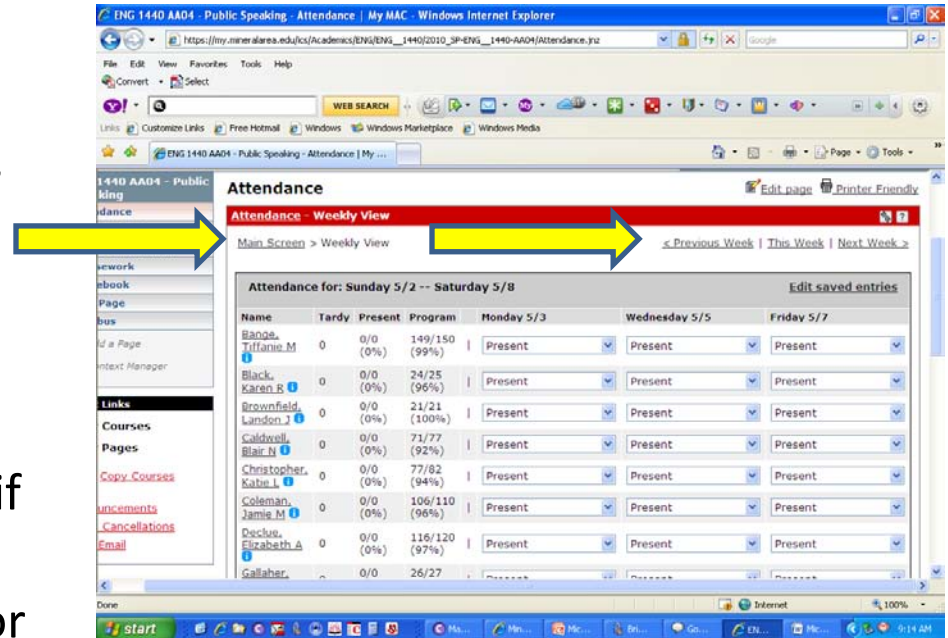 ENG 1440 AA04 - Public Speaking - Attendance | My MAC - Windows Internet Explorer
https://my.mineralarea.edu/ics/Academics/ENG/ENG__1440/2010_SP-ENG__1440-AA04/Attendance.jnz
Google
File Edit View Favorites Tools Help
Convert Select
WEB SEARCH
Links Customize Links Free Hotmail Windows Windows Marketplace Windows Media
ENG 1440 AA04 - Public Speaking - Attendance | My ...
Page Tools
1440 AA04 - Public
king
Attendance
Edit page Printer Friendly
dance
Attendance - Weekly View
Main Screen > Weekly View
< Previous Week | This Week | Next Week >
sework
ebook
Page
bus
d a Page
ntext Manager
Links
Courses
Pages
Copy Courses
uncements
Cancellations
Email
Attendance for: Sunday 5/2 -- Saturday 5/8 Edit saved entries
Name Tardy Present Program Monday 5/3 Wednesday 5/5 Friday 5/7
Bange, Tiffanie M 0 0/0 (0%) 149/150 (99%) | Present Present Present
Black, Karen R 0 0/0 (0%) 24/25 (96%) | Present Present Present
Brownfield, Landon J 0 0/0 (0%) 21/21 (100%) | Present Present Present
Caldwell, Blair N 0 0/0 (0%) 71/77 (92%) | Present Present Present
Christopher, Katie L 0 0/0 (0%) 77/82 (94%) | Present Present Present
Coleman, Jamie M 0 0/0 (0%) 106/110 (96%) | Present Present Present
Declue, Elizabeth A 0 0/0 (0%) 116/120 (97%) | Present Present Present
Gallaher, 0/0 26/27
if
or
Done Internet 100%
start Ma... Min... Mic... Bri... Go... EN... Mic... 9:14 AM